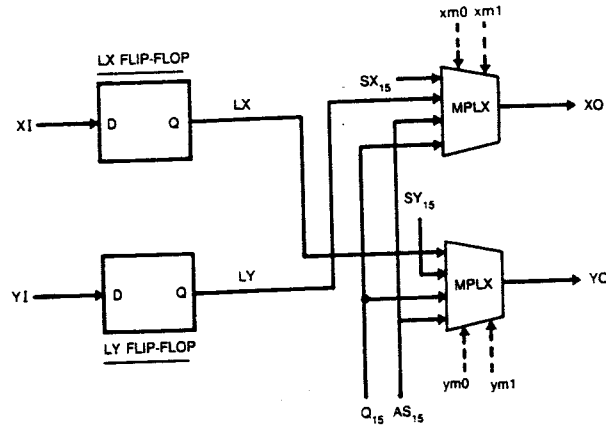 xm0 xm1
LX FLIP-FLOP
SX15
LX
XI
D
Q
MPLX
XO
SY15
LY
YI
D
Q
MPLX
YO
LY FLIP-FLOP
ym0 ym1
Q15 AS15